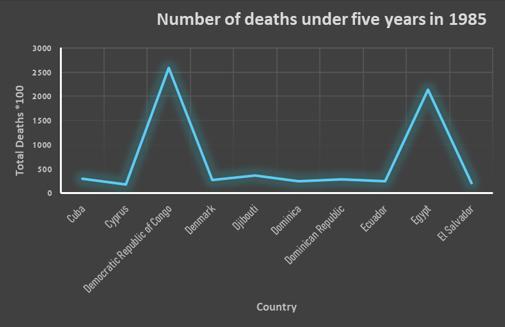 Number of deaths under five years in 1985
Total Deaths *100
3000
2500
2000
1500
1000
500
0
Cuba
Cyprus
Democratic Republic of Congo
Denmark
Djibouti
Dominica
Dominican Republic
Ecuador
Egypt
El Salvador
Country